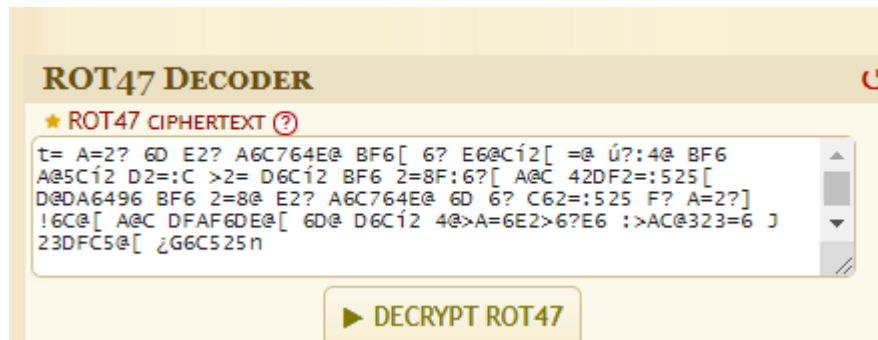 ROT47 DECODER
★ ROT47 CIPHERTEXT ?
t= A=2? 6D E2? A6C764E@ BF6[ 6? E6@Cí2[ =@ ú?:4@ BF6
A@5Cí2 D2=:C >2= D6Cí2 BF6 2=8F:6?[ A@C 42DF2=:525[
D@DA6496 BF6 2=8@ E2? A6C764E@ 6D 6? C62=:525 F? A=2?]
!6C@[ A@C DFAF6DE@[ 6D@ D6Cí2 4@>A=6E2>6?E6 :>AC@323=6 J
23DFC5@[ ¿G6C525n
▶ DECRYPT ROT47